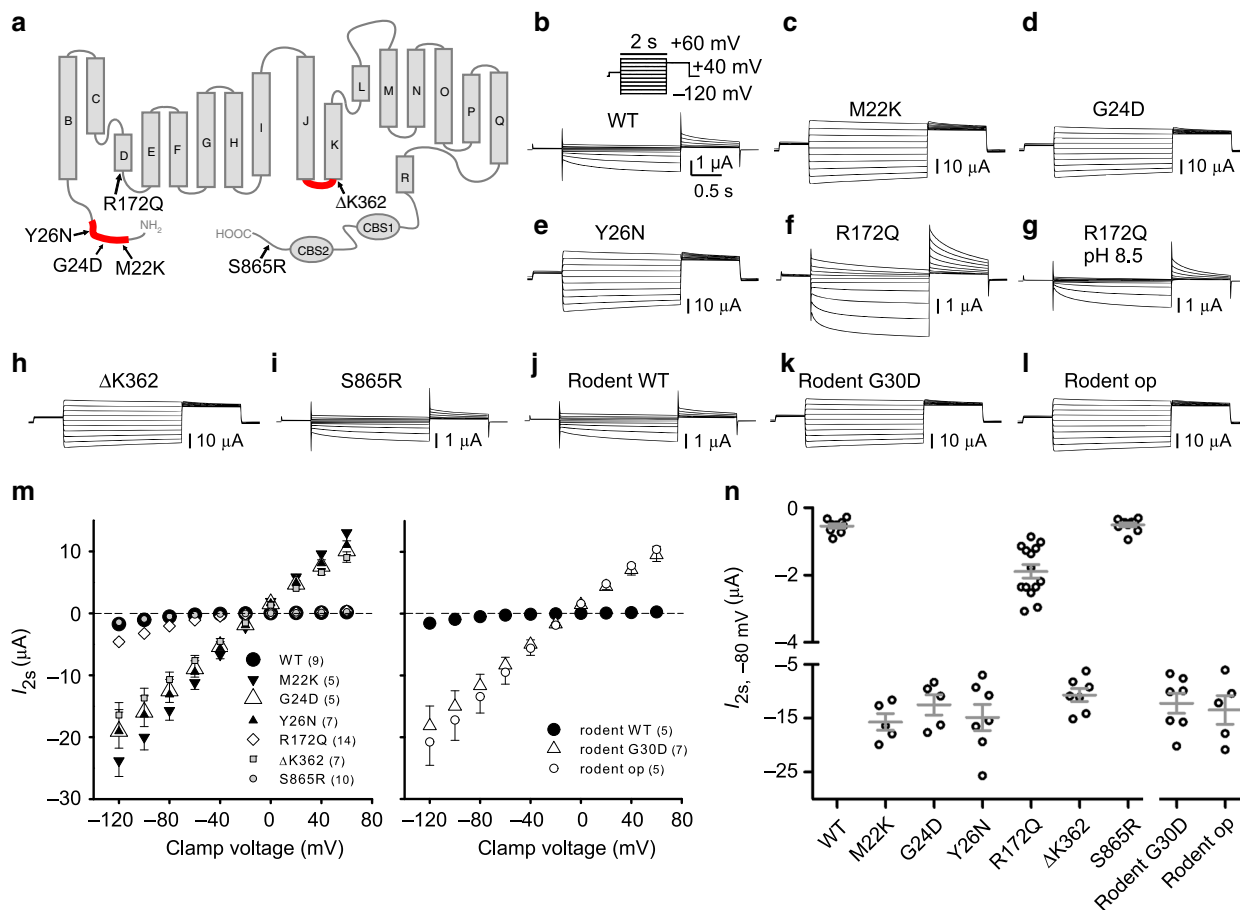 a
B
C
D
E
F
G
H
I
J
K
L
M
N
O
P
Q
R
R172Q
ΔK362
Y26N
G24D
M22K
NH2
HOOC
CBS2
CBS1
S865R
b
2 s
+60 mV
+40 mV
−120 mV
WT
1 µA
0.5 s
c
M22K
10 µA
d
G24D
10 µA
e
Y26N
10 µA
f
R172Q
1 µA
g
R172Q
pH 8.5
1 µA
h
ΔK362
10 µA
i
S865R
1 µA
j
Rodent WT
1 µA
k
Rodent G30D
10 µA
l
Rodent op
10 µA
m
I2s (µA)
10
0
−10
−20
−30
−120 −80 −40 0 40 80
Clamp voltage (mV)
WT (9)
M22K (5)
G24D (5)
Y26N (7)
R172Q (14)
ΔK362 (7)
S865R (10)
−120 −80 −40 0 40 80
Clamp voltage (mV)
rodent WT (5)
rodent G30D (7)
rodent op (5)
n
I2s, −80 mV (µA)
0
−2
−4
−5
−15
−25
WT
M22K
G24D
Y26N
R172Q
ΔK362
S865R
Rodent G30D
Rodent op